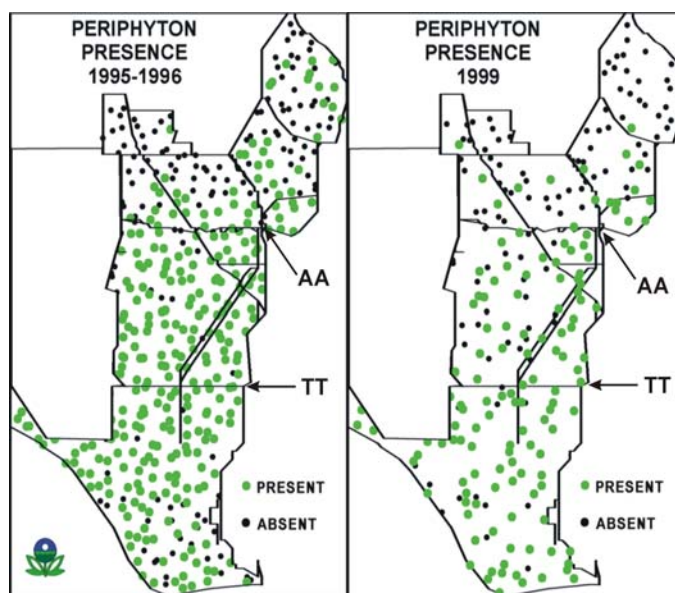 PERIPHYTON
PRESENCE
1995-1996
AA
TT
PRESENT
ABSENT
PERIPHYTON
PRESENCE
1999
AA
TT
PRESENT
ABSENT